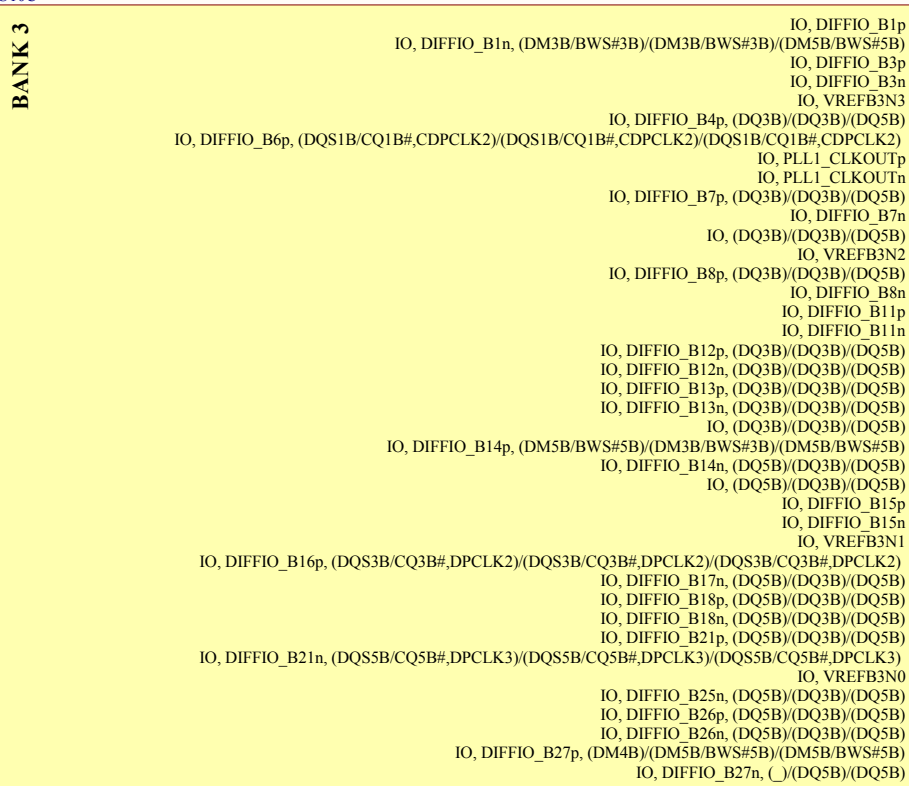 BANK 3
IO, DIFFIO_B1p
IO, DIFFIO_B1n, (DM3B/BWS#3B)/(DM3B/BWS#3B)/(DM5B/BWS#5B)
IO, DIFFIO_B3p
IO, DIFFIO_B3n
IO, VREFB3N3
IO, DIFFIO_B4p, (DQ3B)/(DQ3B)/(DQ5B)
IO, DIFFIO_B6p, (DQS1B/CQ1B#,CDPCLK2)/(DQS1B/CQ1B#,CDPCLK2)/(DQS1B/CQ1B#,CDPCLK2)
IO, PLL1_CLKOUTp
IO, PLL1_CLKOUTn
IO, DIFFIO_B7p, (DQ3B)/(DQ3B)/(DQ5B)
IO, DIFFIO_B7n
IO, (DQ3B)/(DQ3B)/(DQ5B)
IO, VREFB3N2
IO, DIFFIO_B8p, (DQ3B)/(DQ3B)/(DQ5B)
IO, DIFFIO_B8n
IO, DIFFIO_B11p
IO, DIFFIO_B11n
IO, DIFFIO_B12p, (DQ3B)/(DQ3B)/(DQ5B)
IO, DIFFIO_B12n, (DQ3B)/(DQ3B)/(DQ5B)
IO, DIFFIO_B13p, (DQ3B)/(DQ3B)/(DQ5B)
IO, DIFFIO_B13n, (DQ3B)/(DQ3B)/(DQ5B)
IO, (DQ3B)/(DQ3B)/(DQ5B)
IO, DIFFIO_B14p, (DM5B/BWS#5B)/(DM3B/BWS#3B)/(DM5B/BWS#5B)
IO, DIFFIO_B14n, (DQ5B)/(DQ3B)/(DQ5B)
IO, (DQ5B)/(DQ3B)/(DQ5B)
IO, DIFFIO_B15p
IO, DIFFIO_B15n
IO, VREFB3N1
IO, DIFFIO_B16p, (DQS3B/CQ3B#,DPCLK2)/(DQS3B/CQ3B#,DPCLK2)/(DQS3B/CQ3B#,DPCLK2)
IO, DIFFIO_B17n, (DQ5B)/(DQ3B)/(DQ5B)
IO, DIFFIO_B18p, (DQ5B)/(DQ3B)/(DQ5B)
IO, DIFFIO_B18n, (DQ5B)/(DQ3B)/(DQ5B)
IO, DIFFIO_B21p, (DQ5B)/(DQ3B)/(DQ5B)
IO, DIFFIO_B21n, (DQS5B/CQ5B#,DPCLK3)/(DQS5B/CQ5B#,DPCLK3)/(DQS5B/CQ5B#,DPCLK3)
IO, VREFB3N0
IO, DIFFIO_B25n, (DQ5B)/(DQ3B)/(DQ5B)
IO, DIFFIO_B26p, (DQ5B)/(DQ3B)/(DQ5B)
IO, DIFFIO_B26n, (DQ5B)/(DQ3B)/(DQ5B)
IO, DIFFIO_B27p, (DM4B)/(DM5B/BWS#5B)/(DM5B/BWS#5B)
IO, DIFFIO_B27n, (_)/(DQ5B)/(DQ5B)